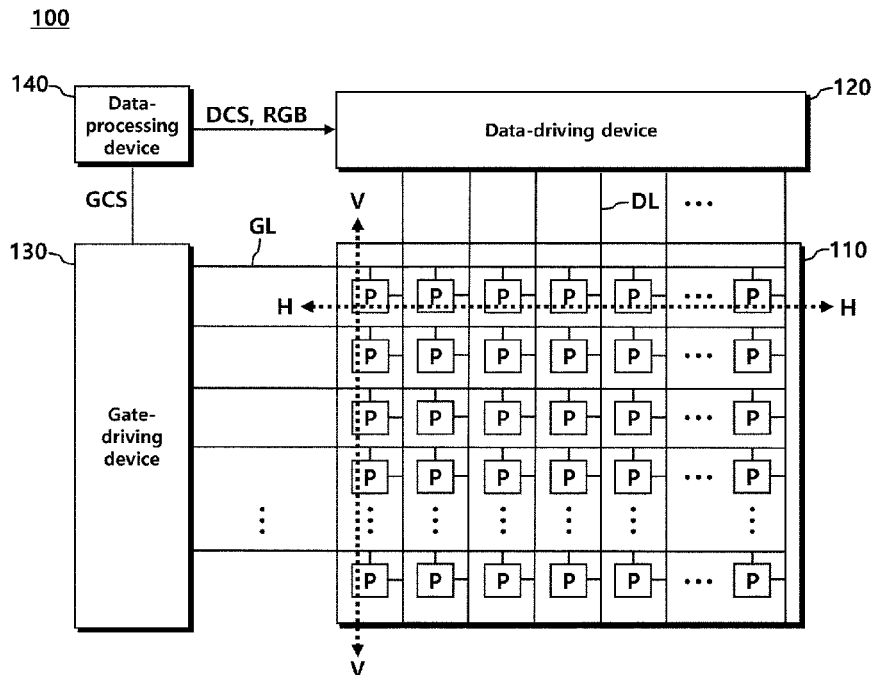 100
140
Data-
processing
device
DCS, RGB
Data-driving device
120
GCS
V
DL
...
130
GL
110
P P P P P ... P
H H
P P P P P ... P
Gate-
driving
device
P P P P P ... P
P P P P P ... P
P P P P P ... P
V